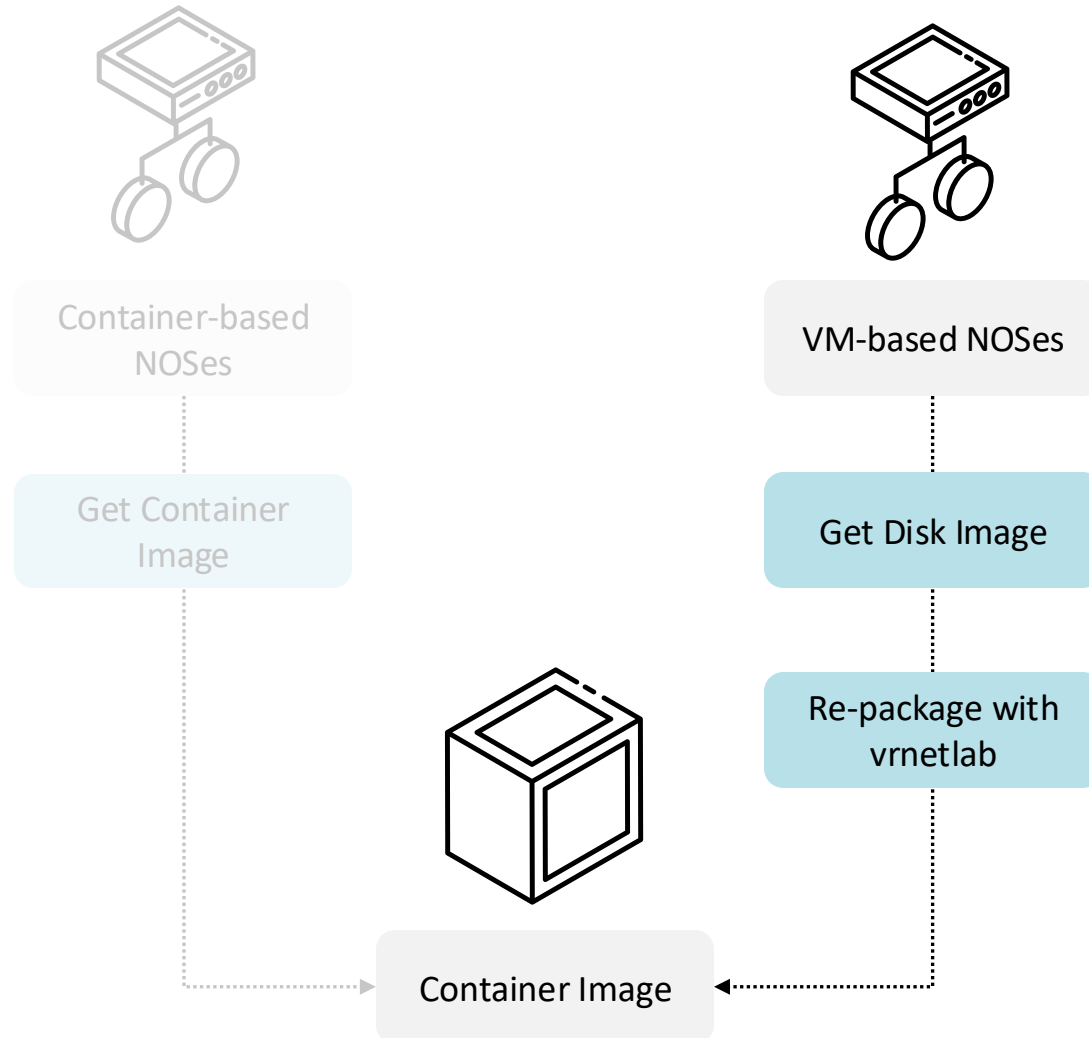 Container-based
NOSes
VM-based NOSes
Get Container
Image
Get Disk Image
Re-package with
vrnetlab
Container Image